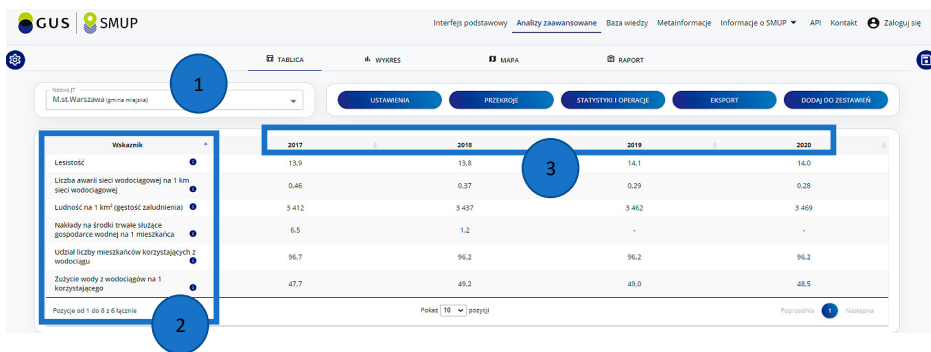 GUS SMUP
Interfejs podstawowy Analizy zaawansowane Baza wiedzy Metainformacje Informacje o SMUP API Kontakt Zaloguj się
TABLICA WYKRES MAPA RAPORT
1
Nazwa JT
M.st.Warszawa (gmina miejska)
USTAWIENIA PRZEKROJE STATYSTYKI I OPERACJE EKSPORT DODAJ DO ZESTAWIEŃ
Wskaźnik 2017 2018 2019 2020
3
Lesistość 13,9 13,8 14,1 14,0
Liczba awarii sieci wodociągowej na 1 km
sieci wodociągowej 0,46 0,37 0,29 0,28
Ludność na 1 km² (gęstość zaludnienia) 3 412 3 437 3 462 3 469
Nakłady na środki trwałe służące
gospodarce wodnej na 1 mieszkańca 6,5 1,2 - -
Udział liczby mieszkańców korzystających z
wodociągu 96,7 96,2 96,2 96,2
Zużycie wody z wodociągów na 1
korzystającego 47,7 49,2 49,0 48,5
Pozycje od 1 do 6 z 6 łącznie Pokaż 10 pozycji Poprzednia 1 Następna
2